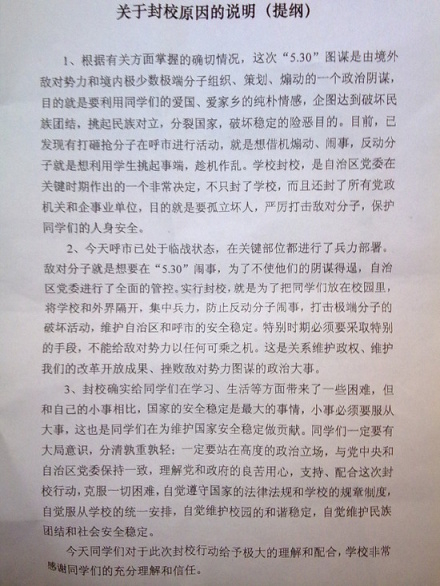 关于封校原因的说明（提纲）
1、根据有关方面掌握的确切情况，这次“5.30”图谋是由境外
敌对势力和境内极少数极端分子组织、策划、煽动的一个政治阴谋，
目的就是要利用同学们的爱国、爱家乡的纯朴情感，企图达到破坏民
族团结，挑起民族对立，分裂国家，破坏稳定的险恶目的。目前，已
发现有打砸抢分子在呼市进行活动，就是想借机煽动、闹事，反动分
子就是想利用学生挑起事端，趁机作乱。学校封校，是自治区党委在
关键时期作出的一个非常决定，不只封了学校，而且还封了所有党政
机关和企事业单位，目的就是要孤立坏人，严厉打击敌对分子，保护
同学们的人身安全。
2、今天呼市已处于临战状态，在关键部位都进行了兵力部署。
敌对分子就是想要在“5.30”闹事，为了不使他们的阴谋得逞，自治
区党委进行了全面的管控。实行封校，就是为了把同学们放在校园里，
将学校和外界隔开，集中兵力，防止反动分子闹事，打击极端分子的
破坏活动，维护自治区和呼市的安全稳定。特别时期必须要采取特别
的手段，不能给敌对势力以任何可乘之机。这是关系维护政权、维护
我们的改革开放成果、挫败敌对势力图谋的政治大事。
3、封校确实给同学们在学习、生活等方面带来了一些困难，但
和自己的小事相比，国家的安全稳定是最大的事情，小事必须要服从
大事。这也是同学们在为维护国家安全稳定做贡献。同学们一定要有
大局意识，分清孰重孰轻；一定要站在高度的政治立场，与党中央和
自治区党委保持一致，理解党和政府的良苦用心，支持、配合这次封
校行动，克服一切困难，自觉遵守国家的法律法规和学校的规章制度，
自觉服从学校的统一安排，自觉维护校园的和谐稳定，自觉维护民族
团结和社会安全稳定。
今天同学们对于此次封校行动给予极大的理解和配合，学校非常
感谢同学们的充分理解和信任。